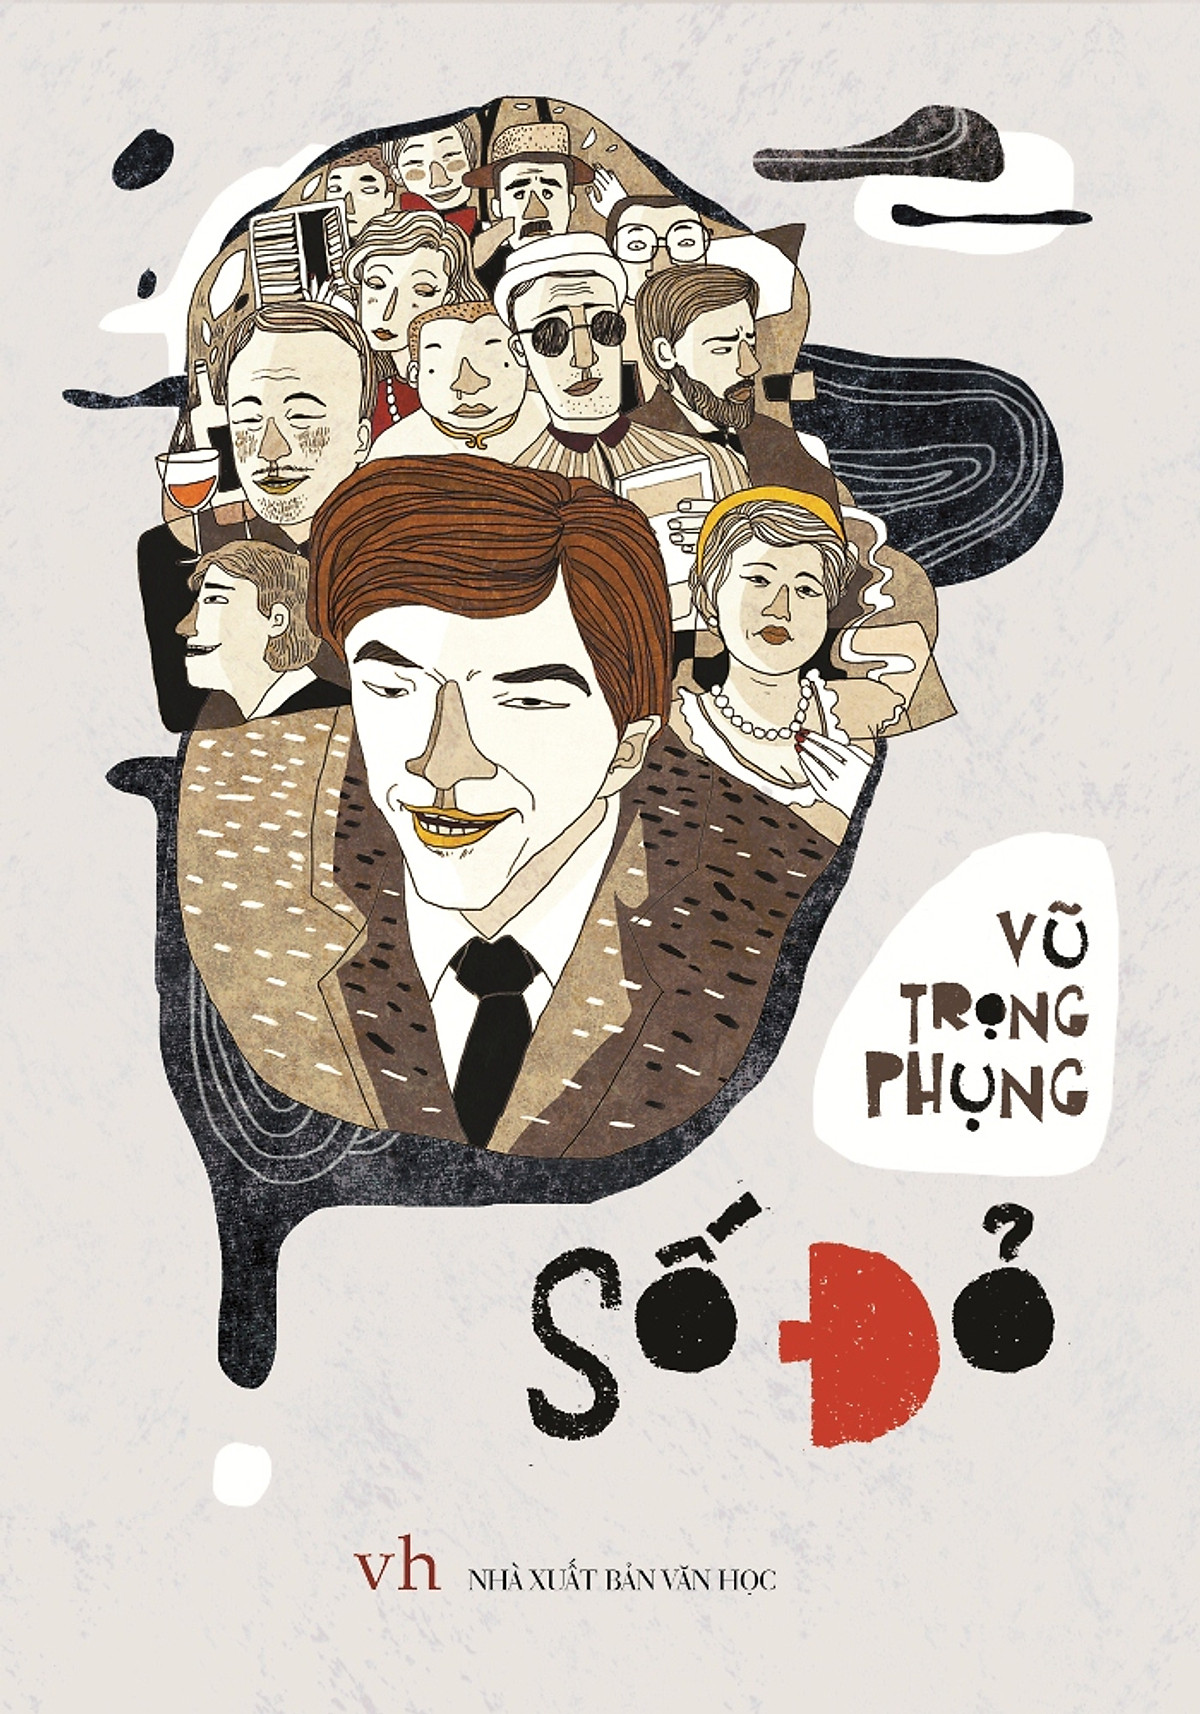 VŨ
TRỌNG
PHỤNG
SỐ ĐỎ
vh NHÀ XUẤT BẢN VĂN HỌC